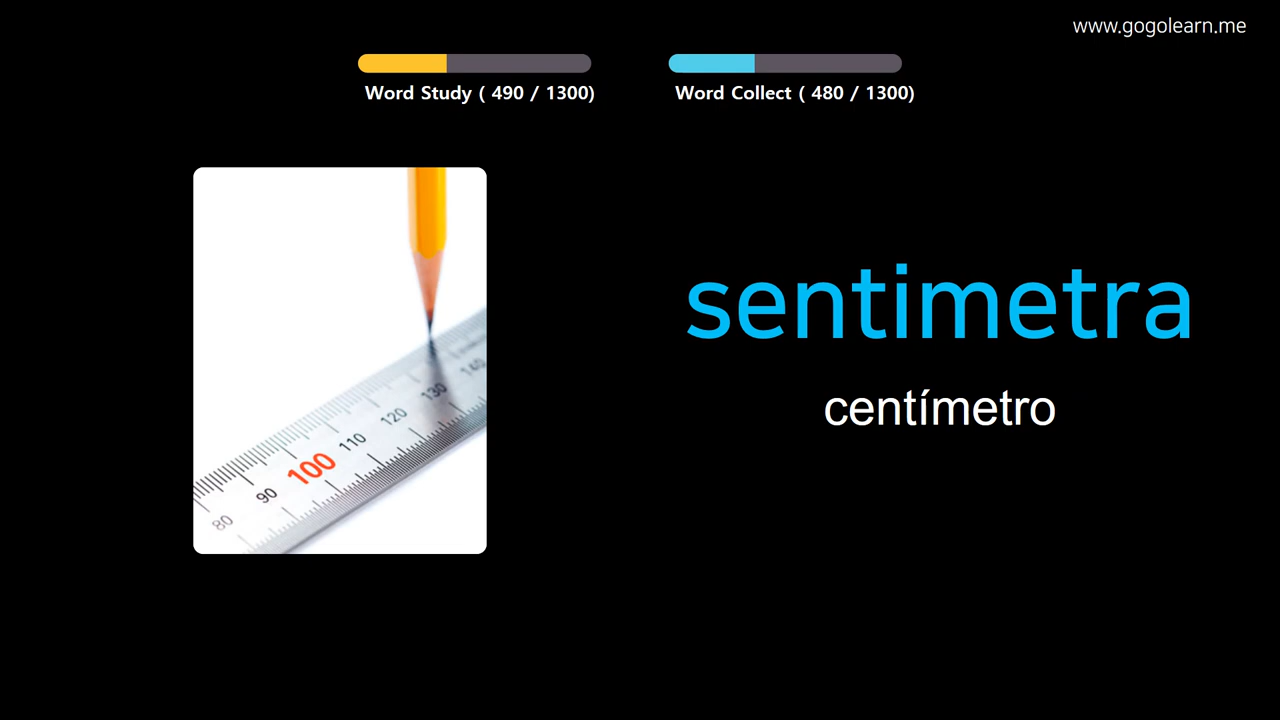 www.gogolearn.me
Word Study ( 490 / 1300)
Word Collect ( 480 / 1300)
sentimetra
centímetro
80
90
100
110
120
130
140